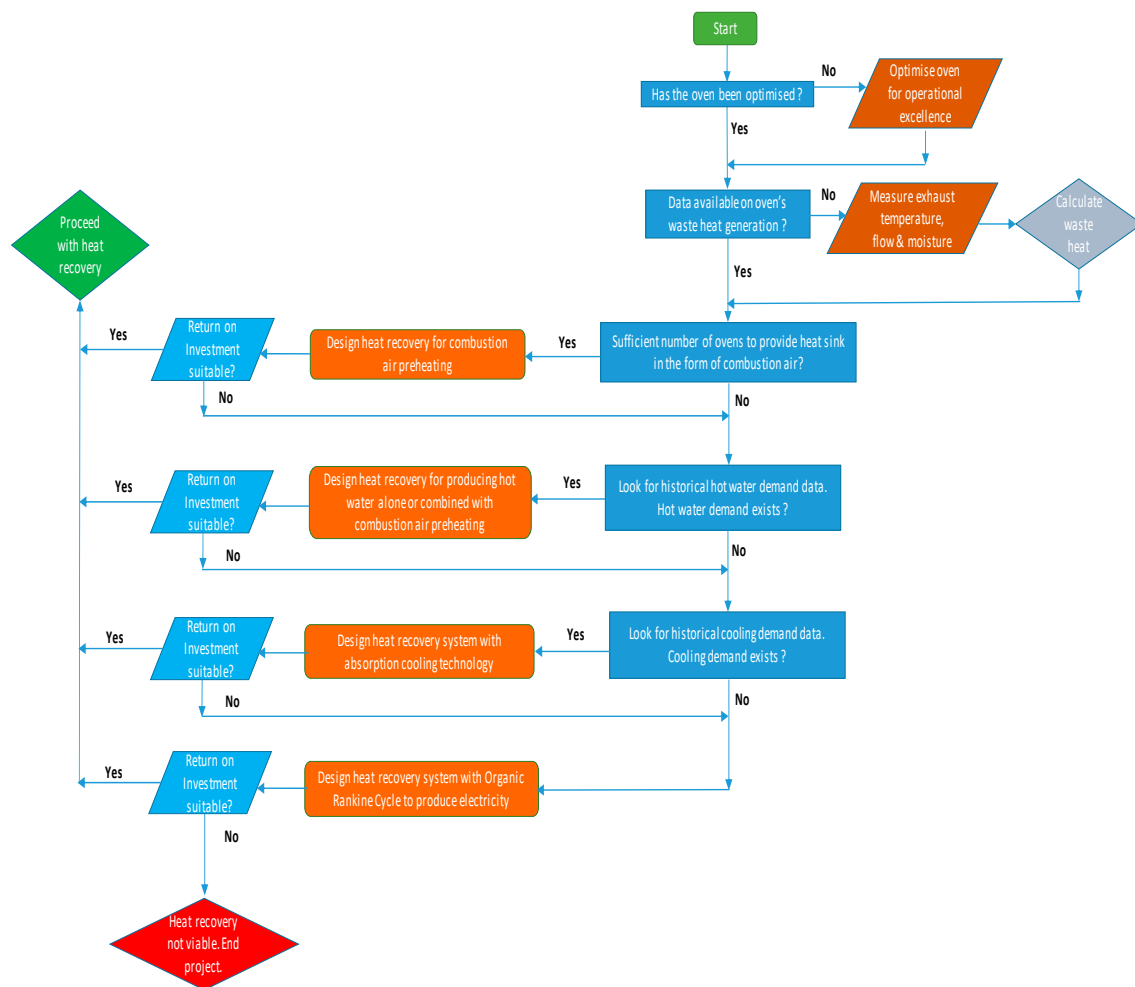 Start
Has the oven been optimised ?
No
Optimise oven
for operational
excellence
Yes
Data available on oven's
waste heat generation ?
No
Measure exhaust
temperature,
flow & moisture
Calculate
waste
heat
Yes
Proceed
with heat
recovery
Sufficient number of ovens to provide heat sink
in the form of combustion air?
Yes
Design heat recovery for combustion
air preheating
Return on
Investment
suitable?
Yes
No
No
Look for historical hot water demand data.
Hot water demand exists ?
Yes
Design heat recovery for producing hot
water alone or combined with
combustion air preheating
Return on
Investment
suitable?
Yes
No
No
Look for historical cooling demand data.
Cooling demand exists ?
Yes
Design heat recovery system with
absorption cooling technology
Return on
Investment
suitable?
Yes
No
No
Design heat recovery system with Organic
Rankine Cycle to produce electricity
Return on
Investment
suitable?
Yes
No
Heat recovery
not viable. End
project.